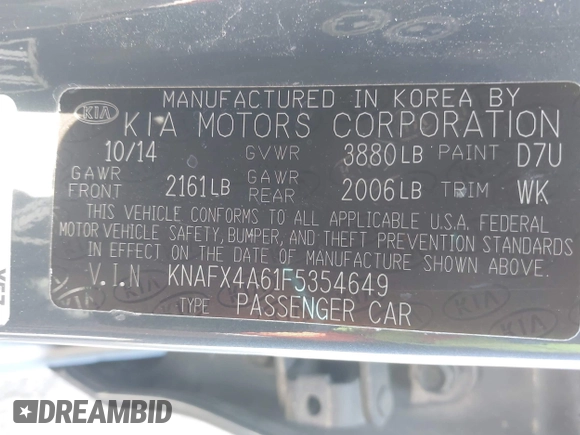 MANUFACTURED IN KOREA BY
KIA KIA MOTORS CORPORATION
10/14 GVWR 3880LB PAINT D7U
GAWR FRONT 2161LB GAWR REAR 2006LB TRIM WK
THIS VEHICLE CONFORMS TO ALL APPLICABLE U.S.A. FEDERAL
MOTOR VEHICLE SAFETY, BUMPER, AND THEFT PREVENTION STANDARDS
IN EFFECT ON THE DATE OF MANUFACTURE SHOWN ABOVE.
V.I.N KNAFX4A61F5354649
TYPE PASSENGER CAR
DREAMBID